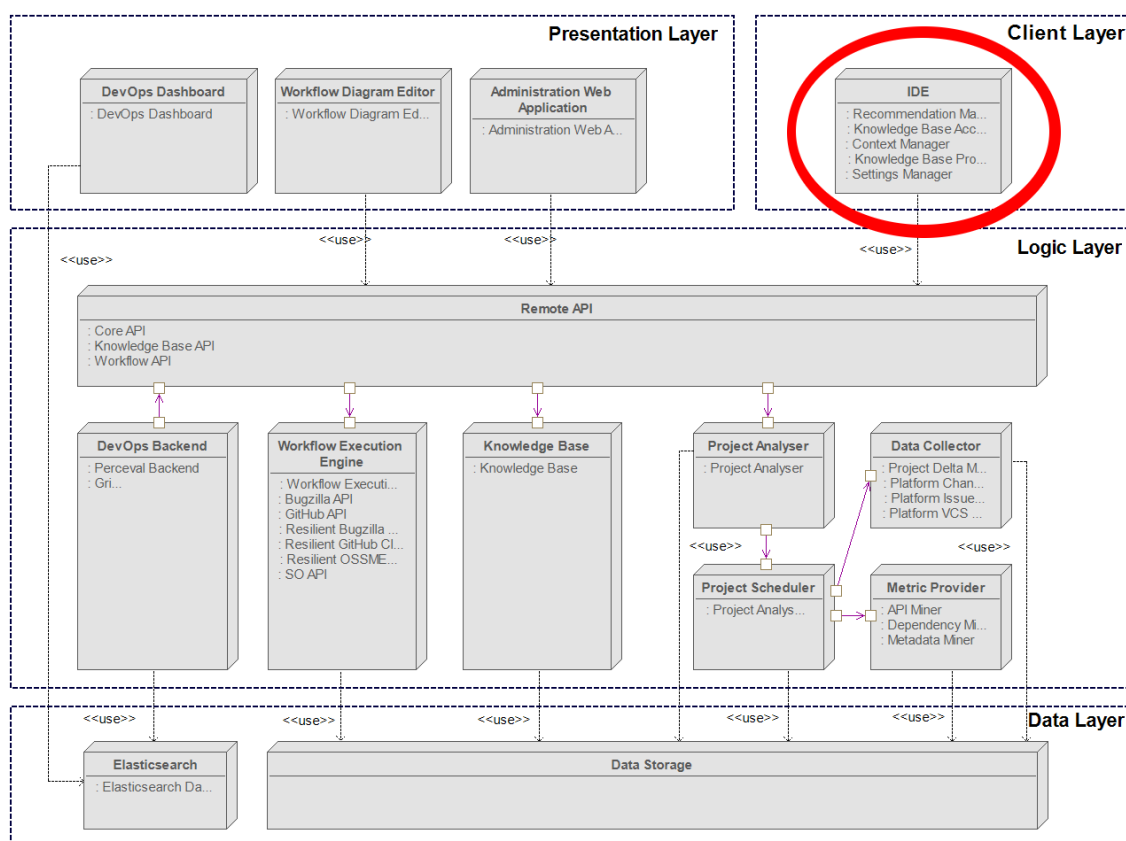 Presentation Layer
Client Layer
DevOps Dashboard
: DevOps Dashboard
Workflow Diagram Editor
: Workflow Diagram Ed...
Administration Web
Application
: Administration Web A...
IDE
: Recommendation Ma...
: Knowledge Base Acc...
: Context Manager
: Knowledge Base Pro...
: Settings Manager
<<use>>
<<use>>
<<use>>
<<use>>
Logic Layer
Remote API
: Core API
: Knowledge Base API
: Workflow API
DevOps Backend
: Perceval Backend
: Gri...
Workflow Execution
Engine
: Workflow Executi...
: Bugzilla API
: GitHub API
: Resilient Bugzilla ...
: Resilient GitHub Cl...
: Resilient OSSME...
: SO API
Knowledge Base
: Knowledge Base
Project Analyser
: Project Analyser
Data Collector
: Project Delta M...
: Platform Chan...
: Platform Issue...
: Platform VCS ...
<<use>>
<<use>>
Project Scheduler
: Project Analys...
Metric Provider
: API Miner
: Dependency Mi...
: Metadata Miner
<<use>>
<<use>>
<<use>>
<<use>>
<<use>>
Data Layer
Elasticsearch
: Elasticsearch Da...
Data Storage